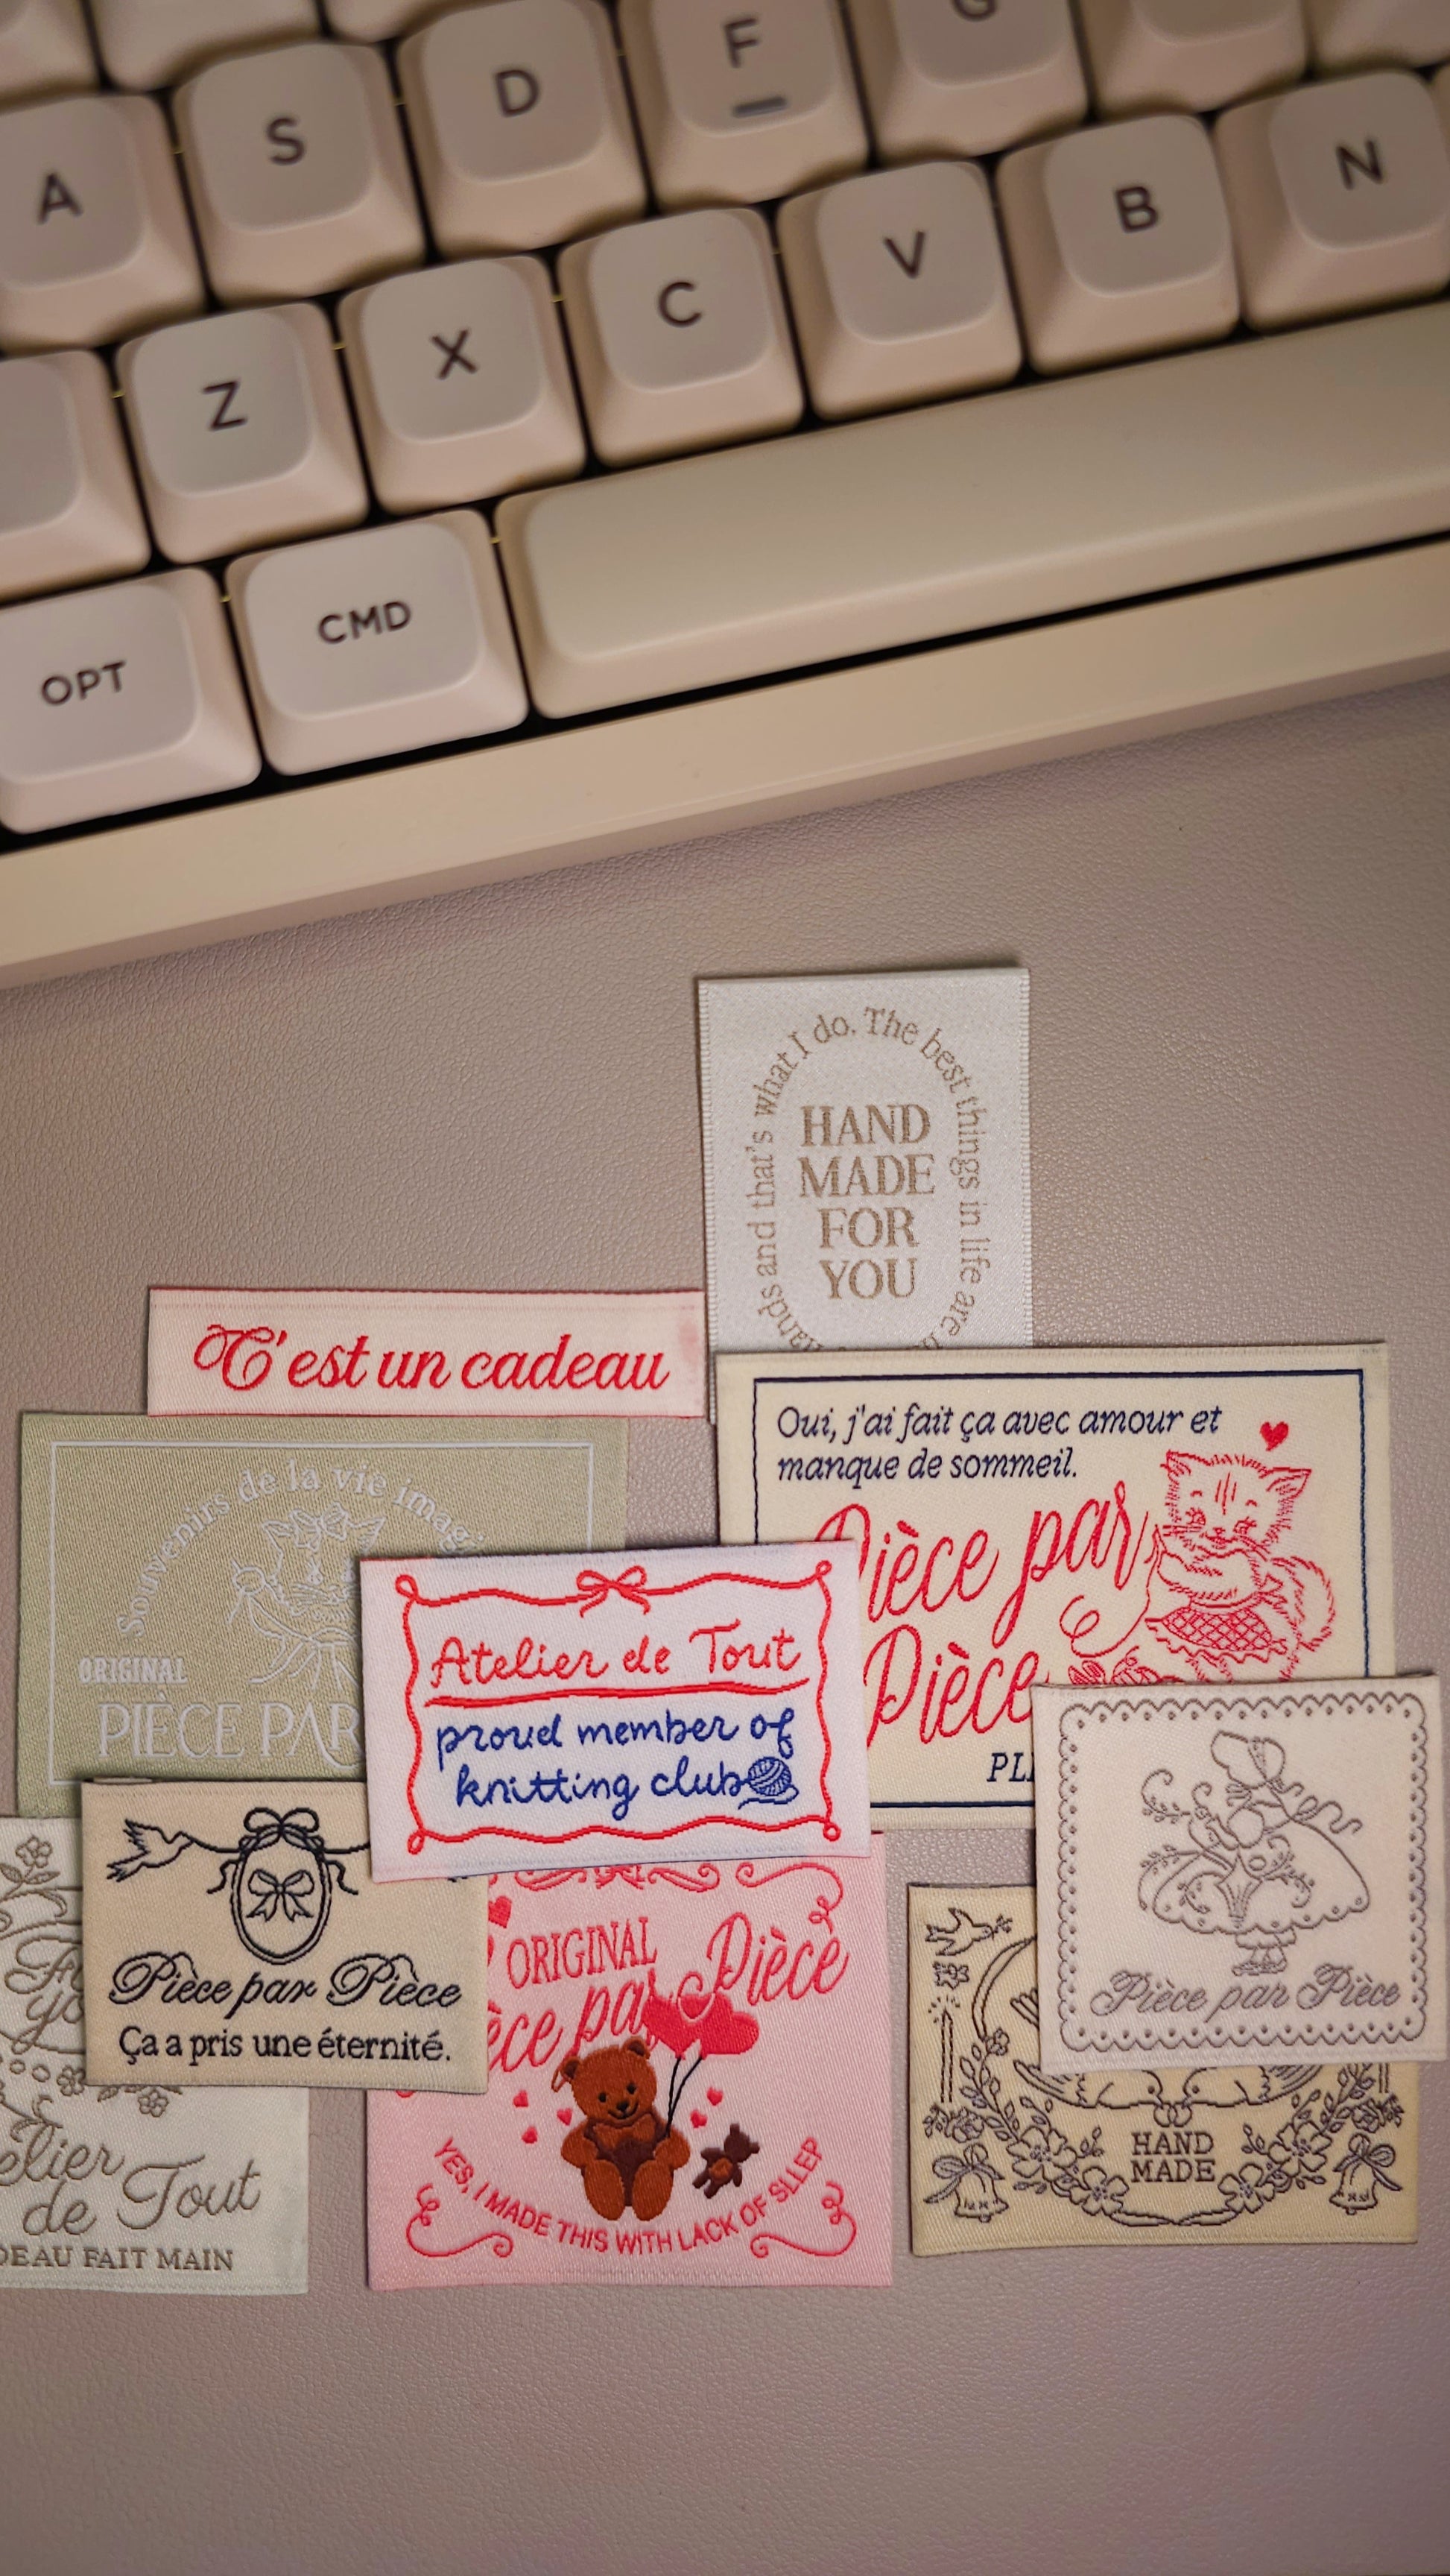 F G
A S D
Z X C V B N
OPT CMD
hands and that's what I do. The best things in life are
HAND
MADE
FOR
YOU
C'est un cadeau
Oui, j'ai fait ça avec amour et
manque de sommeil.
Pièce par
Pièce
Souvenirs de la vie
ORIGINAL
PIÈCE PAR
Atelier de Tout
proud member of
knitting club
Pièce par Pièce
Ça a pris une éternité.
de Tout
FAIT MAIN
ORIGINAL
par Pièce
YES, I MADE THIS WITH LACK OF SLLEP
Pièce par Pièce
HAND
MADE